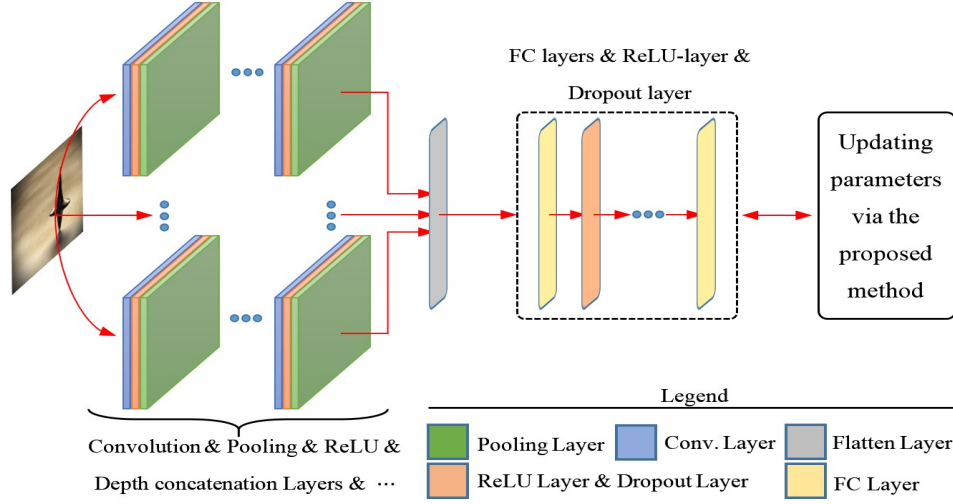 FC layers & ReLU-layer &
Dropout layer
Updating
parameters
via the
proposed
method
Convolution & Pooling & ReLU &
Depth concatenation Layers & ···
Legend
Pooling Layer
Conv. Layer
Flatten Layer
ReLU Layer & Dropout Layer
FC Layer